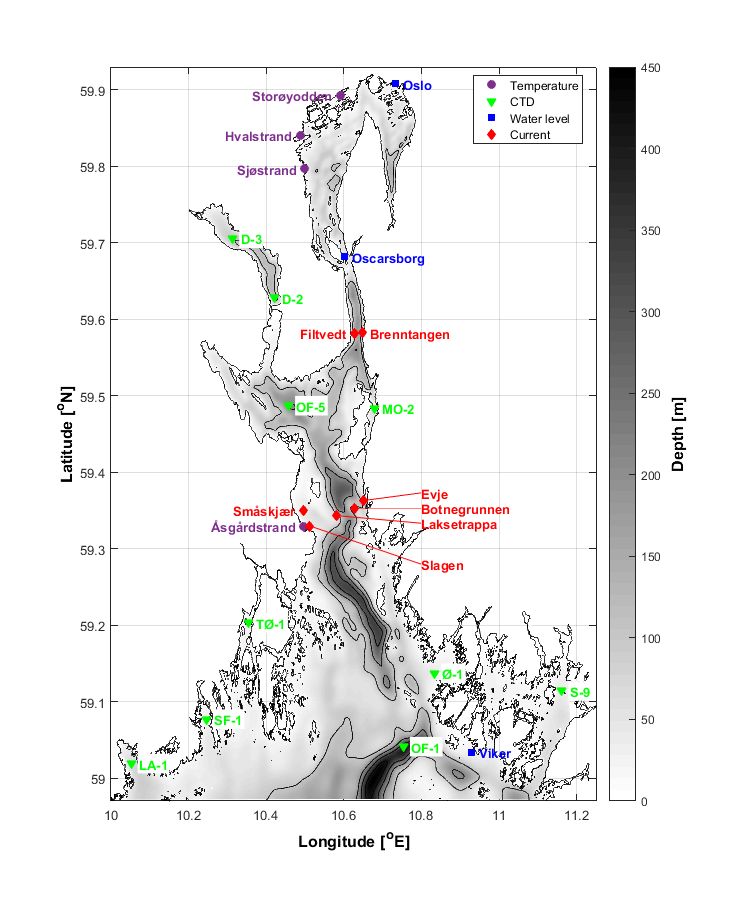 Temperature
CTD
Water level
Current
Oslo
Storøyodden
Hvalstrand
Sjøstrand
D-3
Oscarsborg
D-2
Filtvedt
Brenntangen
OF-5
MO-2
Evje
Botnegrunnen
Småskjær
Laksetrappa
Åsgårdstrand
Slagen
TØ-1
Ø-1
S-9
SF-1
OF-1
Viker
LA-1
59.9
59.8
59.7
59.6
59.5
59.4
59.3
59.2
59.1
59
10
10.2
10.4
10.6
10.8
11
11.2
Latitude [ºN]
Longitude [ºE]
450
400
350
300
250
200
150
100
50
0
Depth [m]